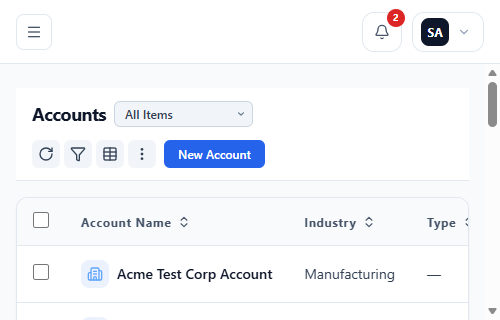 2
SA
Accounts All Items
New Account
Account Name Industry Type
Acme Test Corp Account Manufacturing —